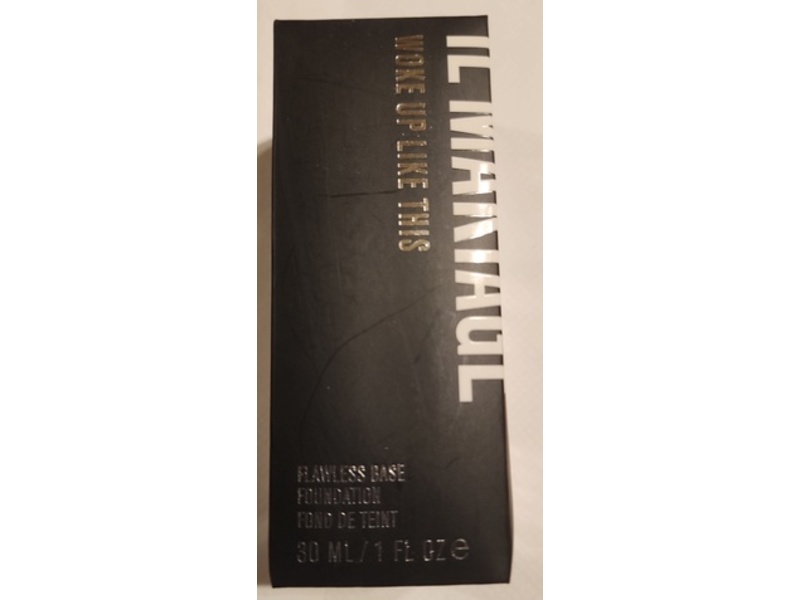 IL MAKIAGE
WOKE UP LIKE THIS
FLAWLESS BASE
FOUNDATION
FOND DE TEINT
30 ML / 1 FL OZ ℮